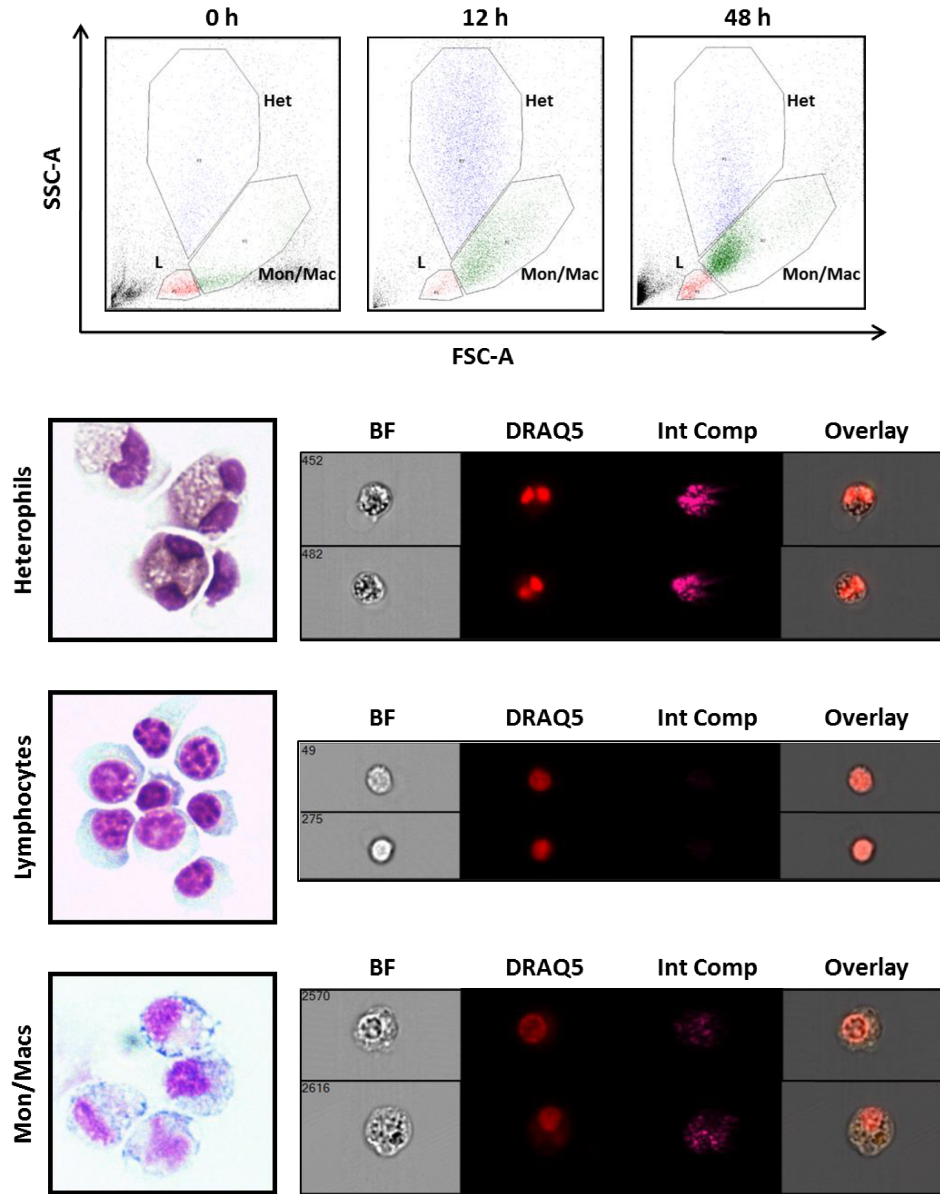 0 h 12 h 48 h
Het Het Het
SSC-A
L Mon/Mac L Mon/Mac L Mon/Mac
FSC-A
Heterophils
BF DRAQ5 Int Comp Overlay
452
482
Lymphocytes
BF DRAQ5 Int Comp Overlay
49
275
Mon/Macs
BF DRAQ5 Int Comp Overlay
2570
2616